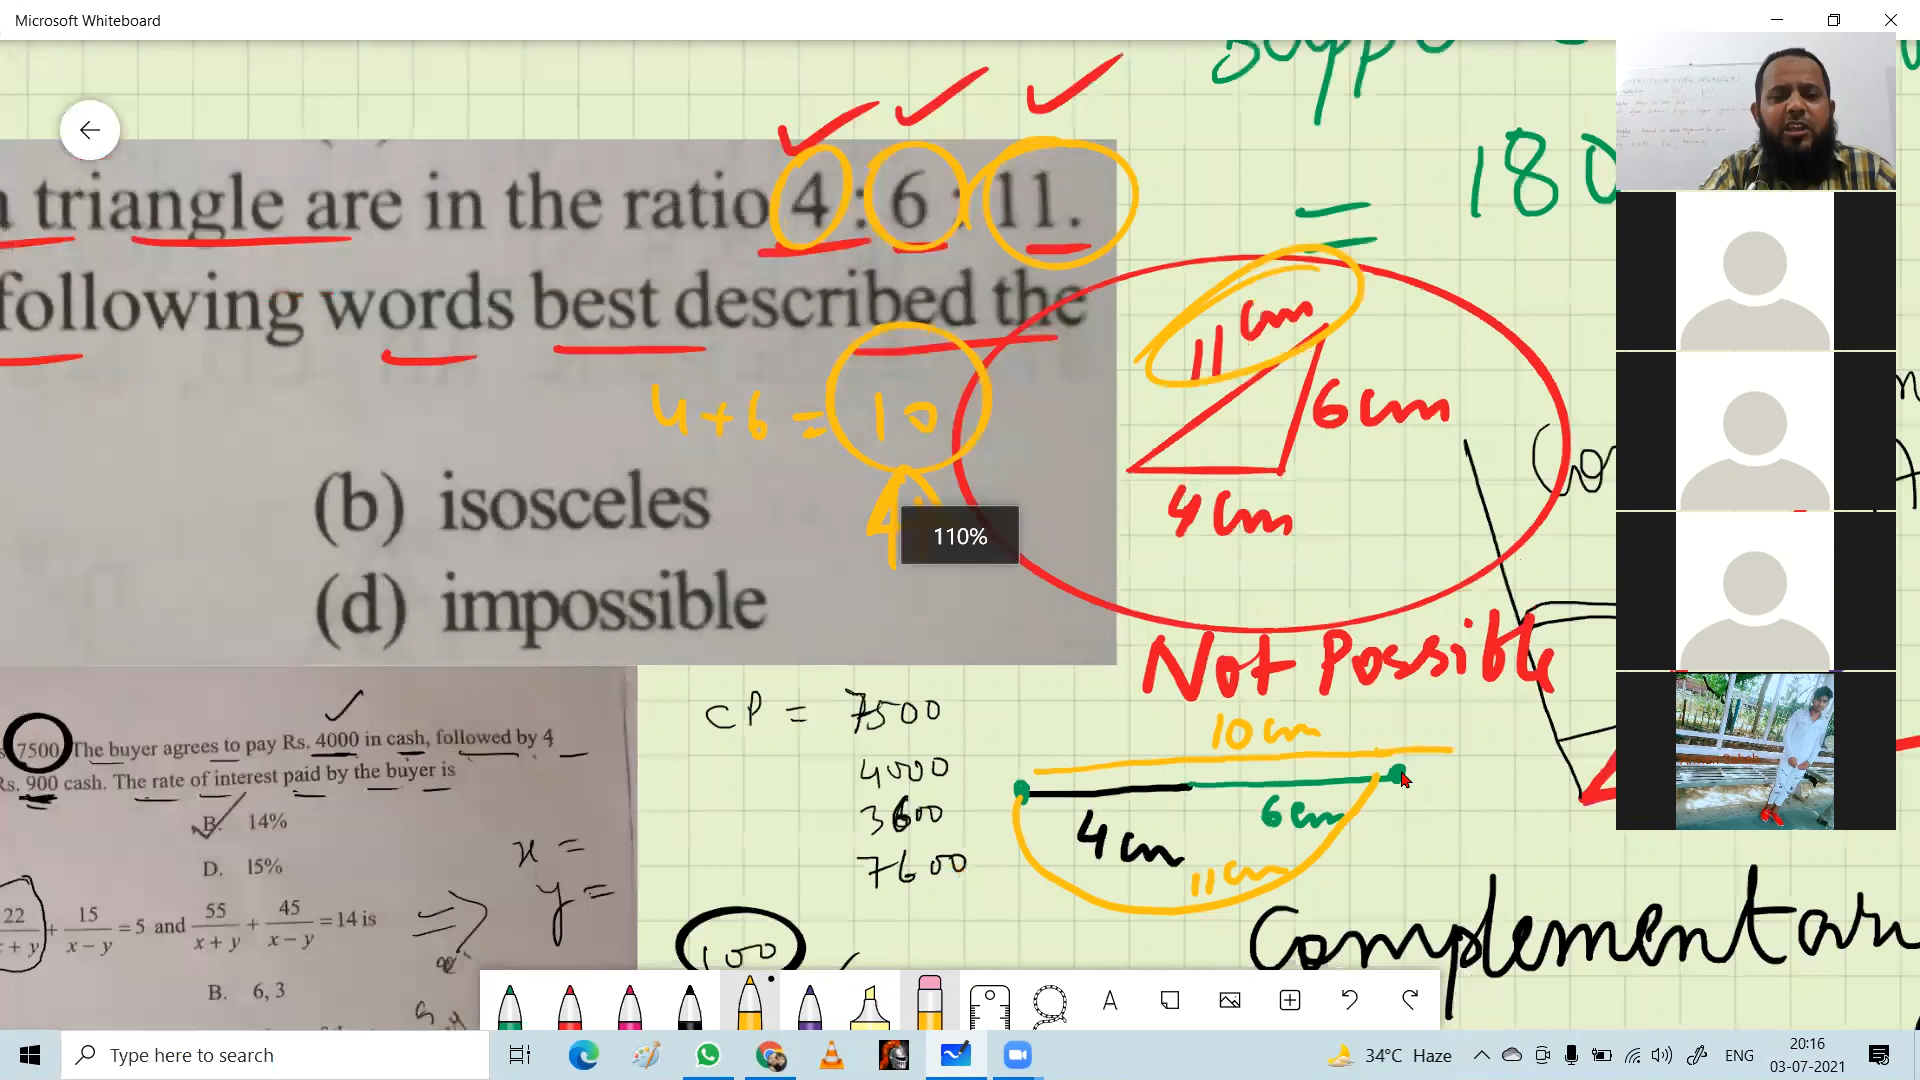 Microsoft Whiteboard
180
triangle are in the ratio 4 : 6 : 11.
following words best described the
11 cm
6 cm
4 cm
4 + 6 = 10
(b) isosceles
110%
(d) impossible
Not Possible
CP = 7500
4000
3600
7600
10 cm
4 cm
6 cm
11 cm
7500 The buyer agrees to pay Rs. 4000 in cash, followed by 4
Rs. 900 cash. The rate of interest paid by the buyer is
B. 14%
D. 15%
x =
y =
22/x + y + 15/x − y = 5 and 55/x + y + 45/x − y = 14 is
B. 6, 3
100
Type here to search
34°C Haze
ENG
20:16
03-07-2021